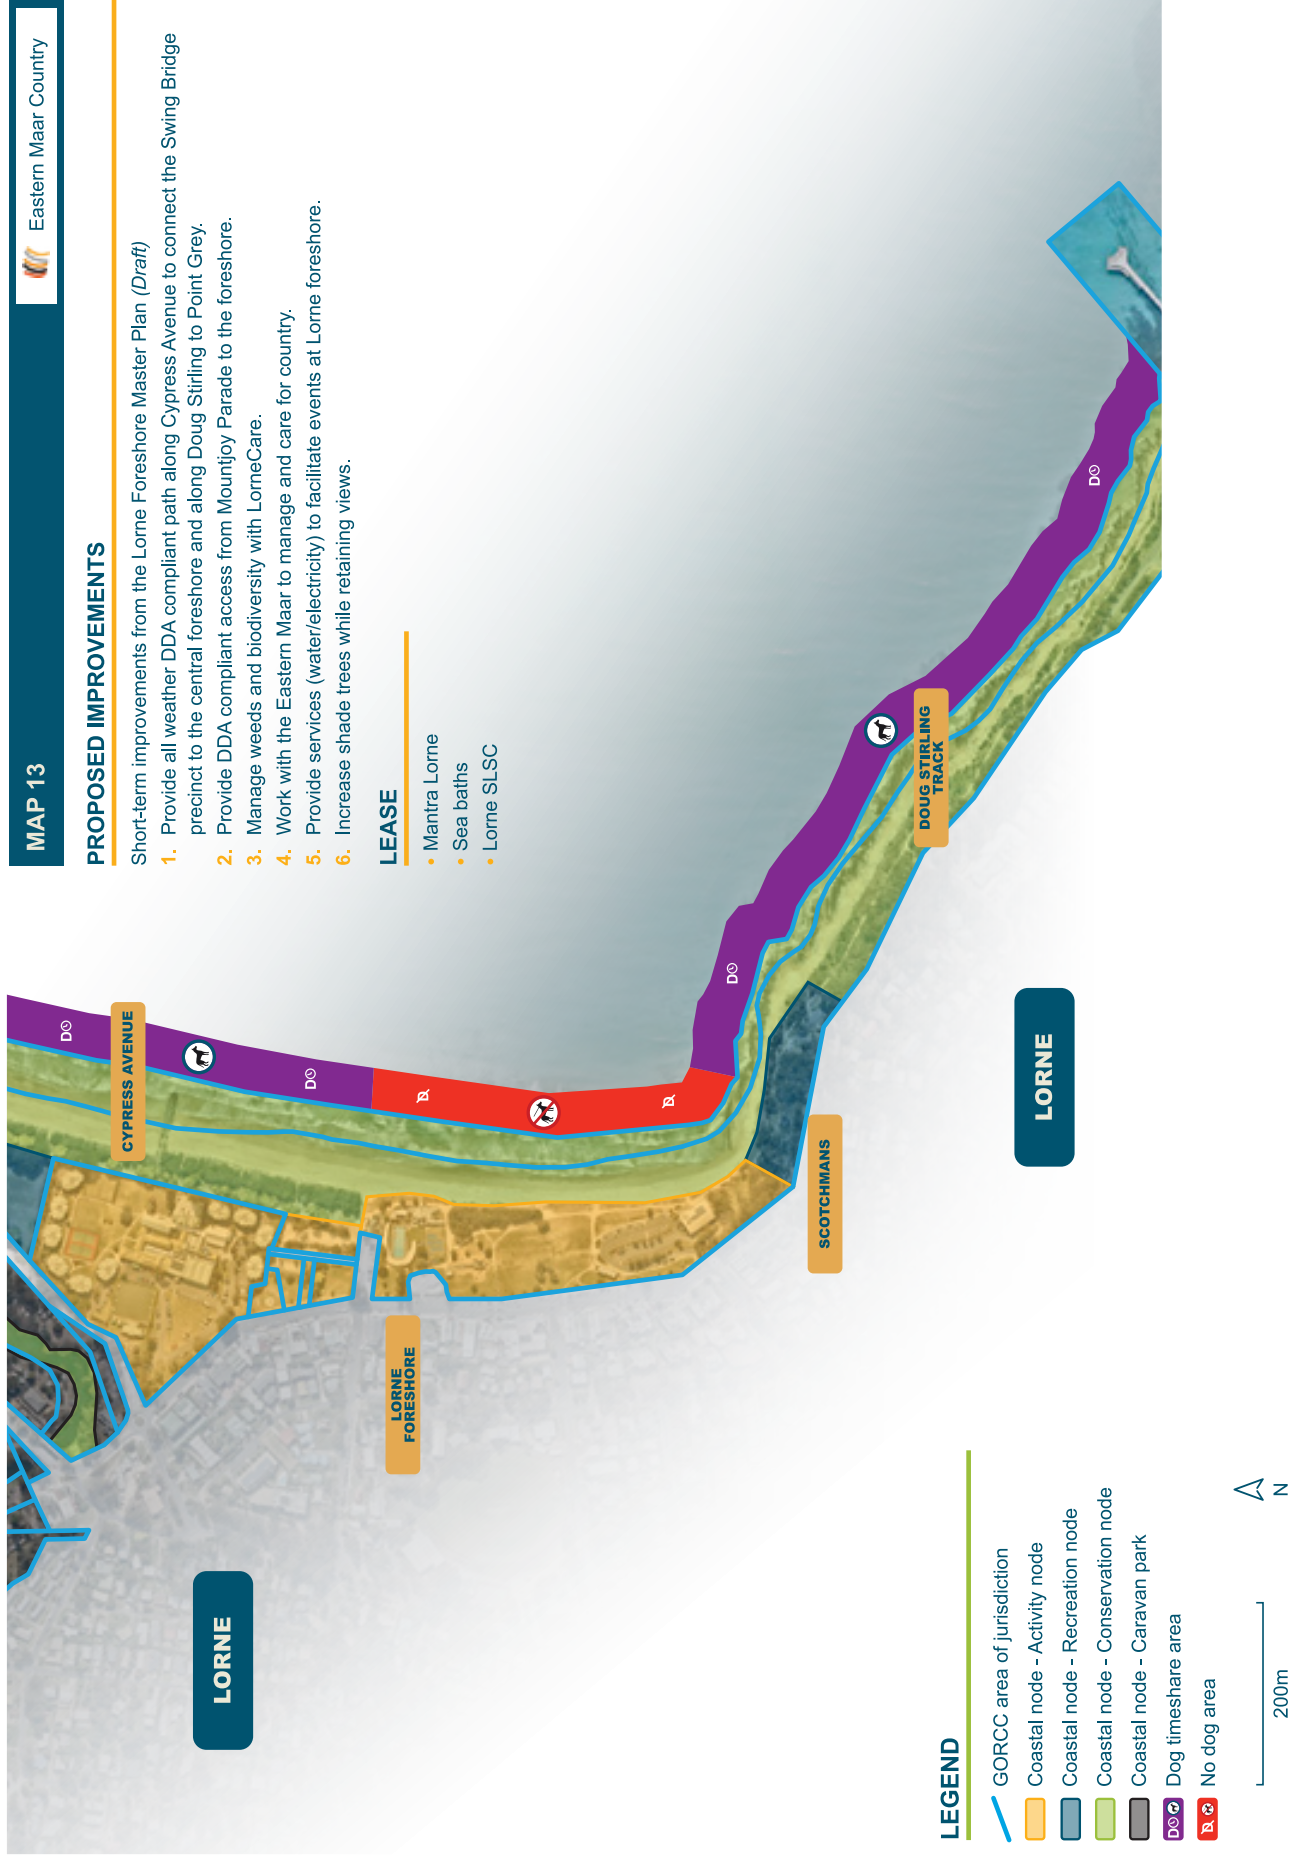 MAP 13
Eastern Maar Country
PROPOSED IMPROVEMENTS
Short-term improvements from the Lorne Foreshore Master Plan (Draft)
1. Provide all weather DDA compliant path along Cypress Avenue to connect the Swing Bridge
precinct to the central foreshore and along Doug Stirling to Point Grey.
2. Provide DDA compliant access from Mountjoy Parade to the foreshore.
3. Manage weeds and biodiversity with LorneCare.
4. Work with the Eastern Maar to manage and care for country.
5. Provide services (water/electricity) to facilitate events at Lorne foreshore.
6. Increase shade trees while retaining views.
LEASE
• Mantra Lorne
• Sea baths
• Lorne SLSC
D
CYPRESS AVENUE
D
D
D
D
D
D
LORNE
FORESHORE
SCOTCHMANS
DOUG STIRLING
TRACK
LORNE
LORNE
LEGEND
GORCC area of jurisdiction
Coastal node - Activity node
Coastal node - Recreation node
Coastal node - Conservation node
Coastal node - Caravan park
D Dog timeshare area
D No dog area
200m
N